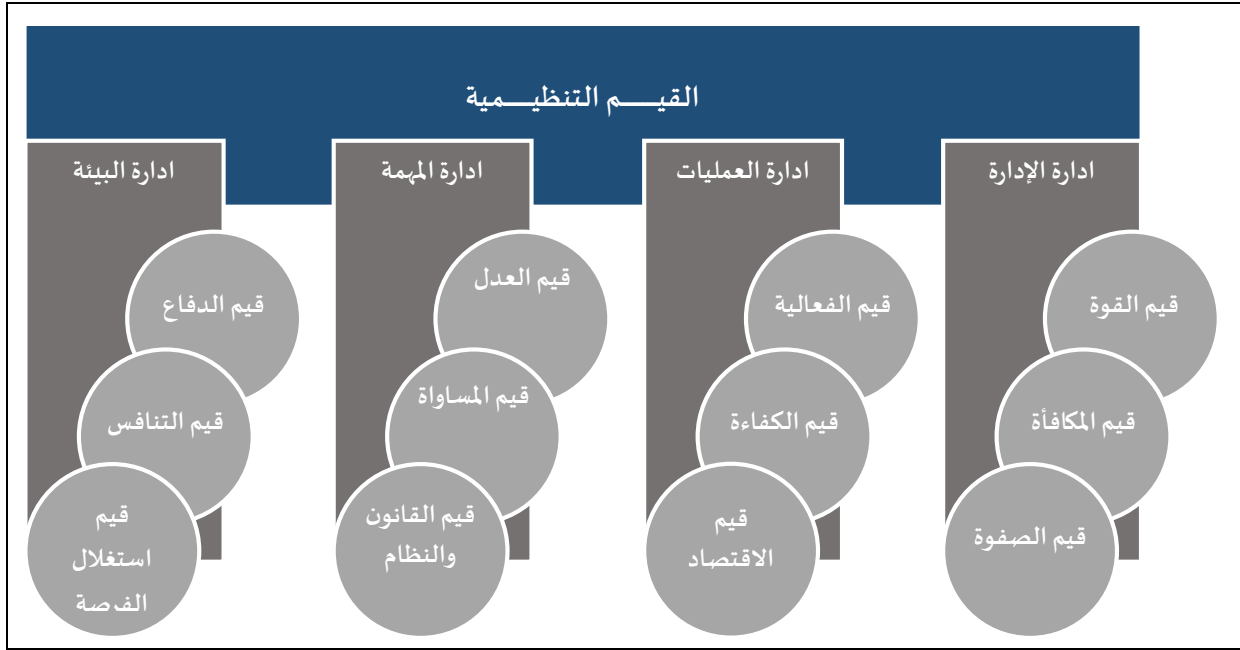 القيـــم التنظيـــمية
ادارة الإدارة
قيم القوة
قيم المكافأة
قيم الصفوة
ادارة العمليات
قيم الفعالية
قيم الكفاءة
قيم
الاقتصاد
ادارة المهمة
قيم العدل
قيم المساواة
قيم القانون
والنظام
ادارة البيئة
قيم الدفاع
قيم التنافس
قيم
استغلال
الفرصة